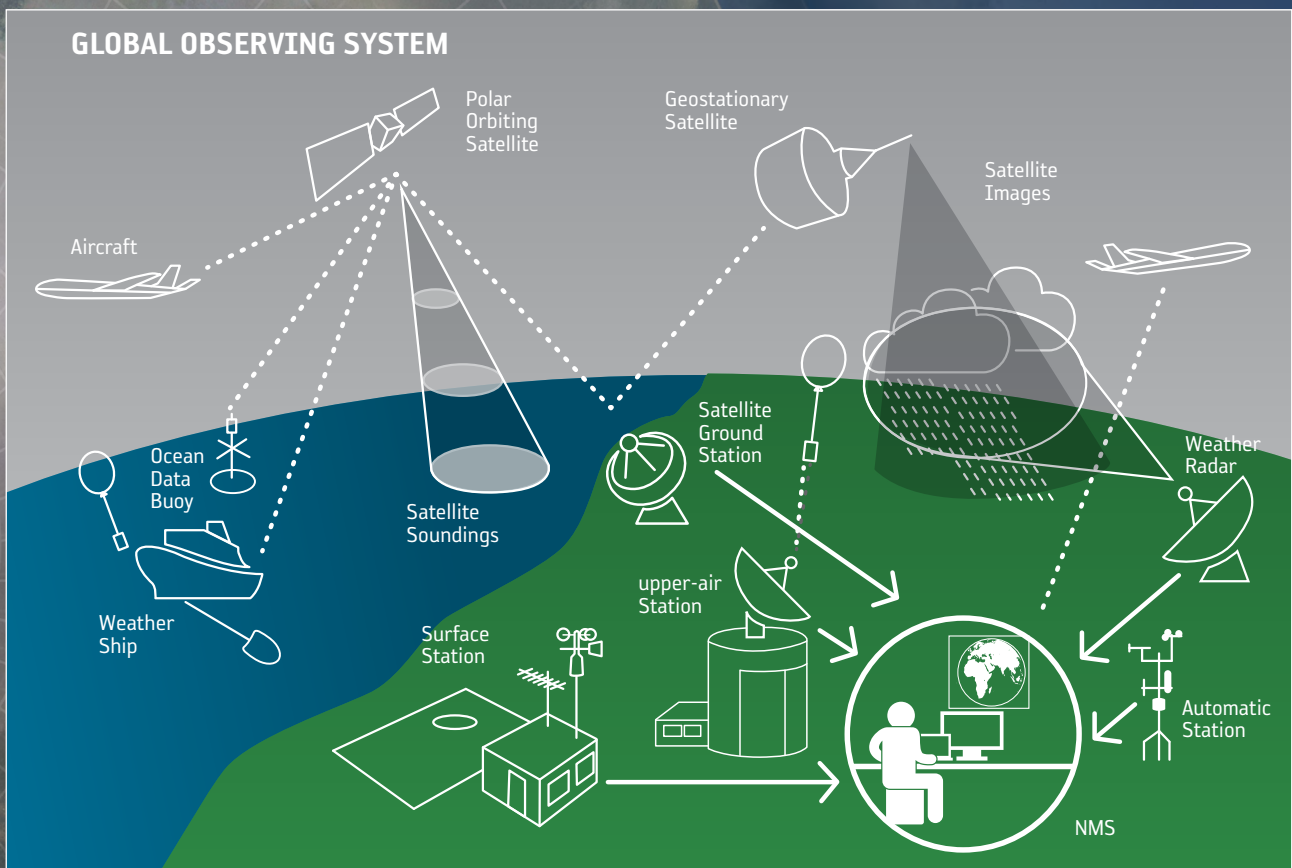 GLOBAL OBSERVING SYSTEM
Polar
Orbiting
Satellite
Geostationary
Satellite
Satellite
Images
Aircraft
Satellite
Ground
Station
Weather
Radar
Ocean
Data
Buoy
Satellite
Soundings
upper-air
Station
Weather
Ship
Surface
Station
Automatic
Station
NMS